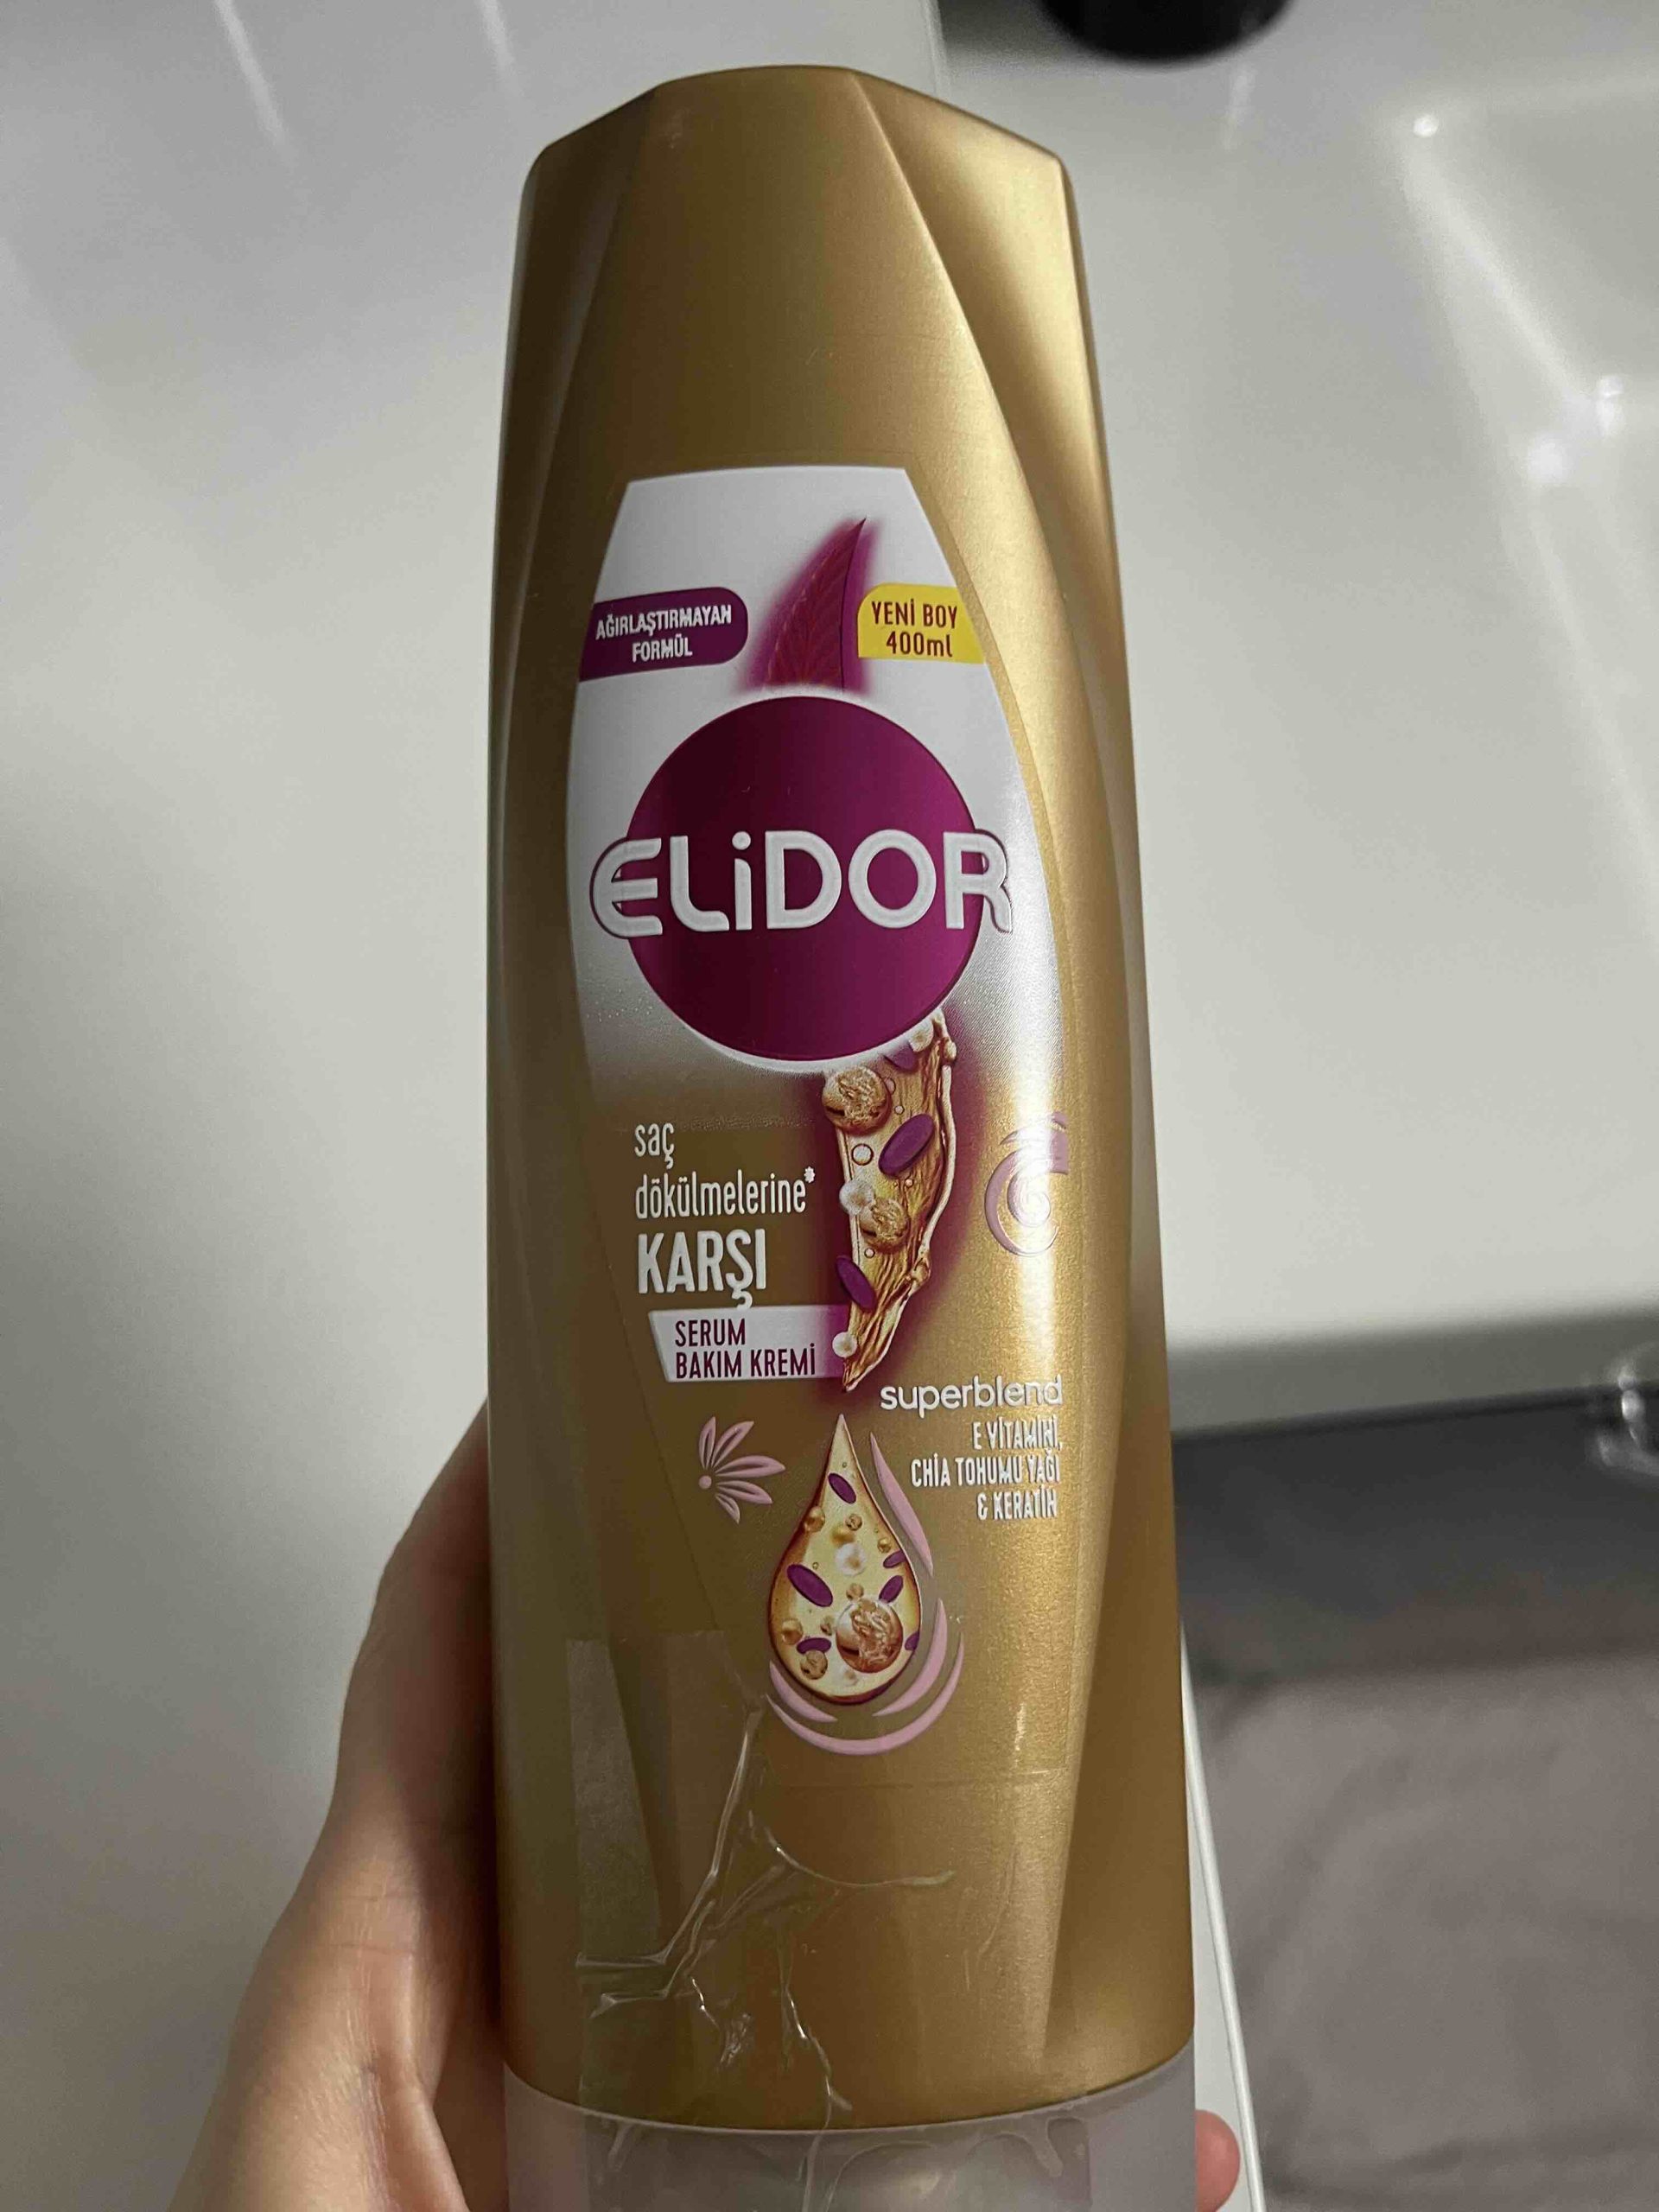 AĞIRLAŞTIRMAYAN
FORMÜL
YENİ BOY
400ml
ELiDOR
saç
dökülmelerine*
KARŞI
SERUM
BAKIM KREMİ
superblend
E VİTAMİNİ,
CHİA TOHUMU YAĞI
& KERATİN